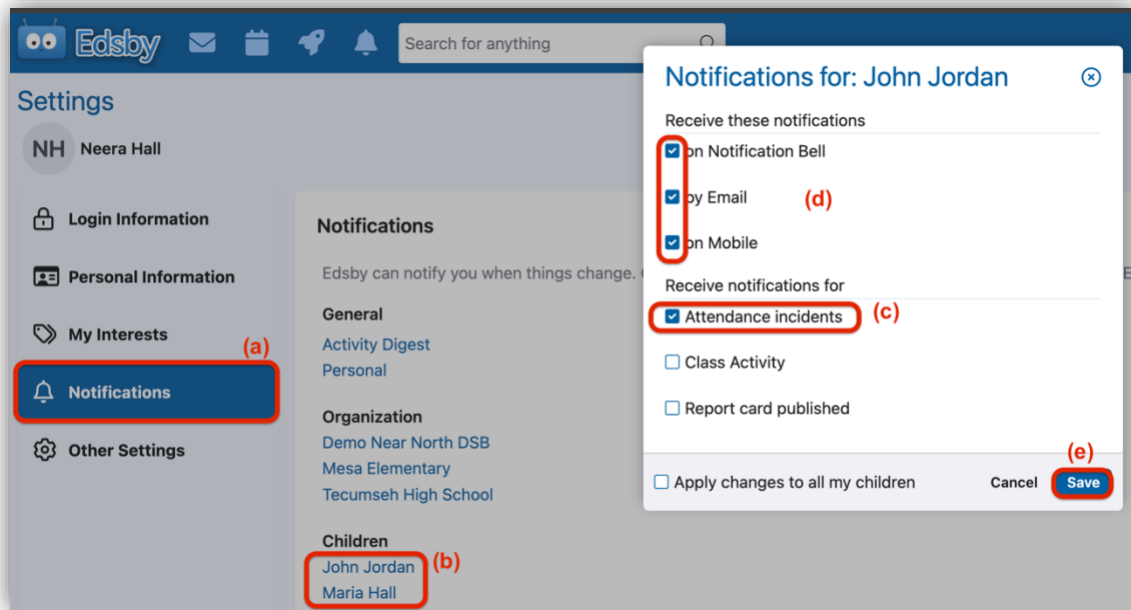 Edsby
Search for anything
Settings
NH Neera Hall
Login Information
Personal Information
My Interests
(a)
Notifications
Other Settings
Notifications
Edsby can notify you when things change.
General
Activity Digest
Personal
Organization
Demo Near North DSB
Mesa Elementary
Tecumseh High School
Children
John Jordan
(b)
Maria Hall
Notifications for: John Jordan
Receive these notifications
on Notification Bell
by Email
(d)
on Mobile
Receive notifications for
Attendance incidents
(c)
Class Activity
Report card published
(e)
Apply changes to all my children
Cancel
Save